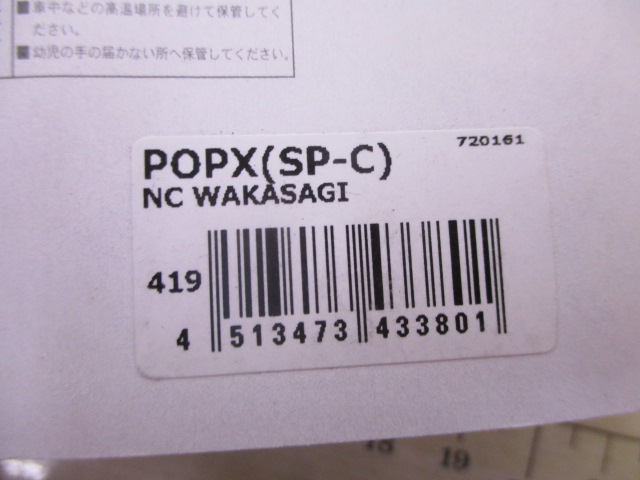 ■車中などの高温場所を避けて保管してく
ださい。
■幼児の手の届かない所へ保管してください。
720161
POPX(SP-C)
NC WAKASAGI
419
4 513473 433801
18 19